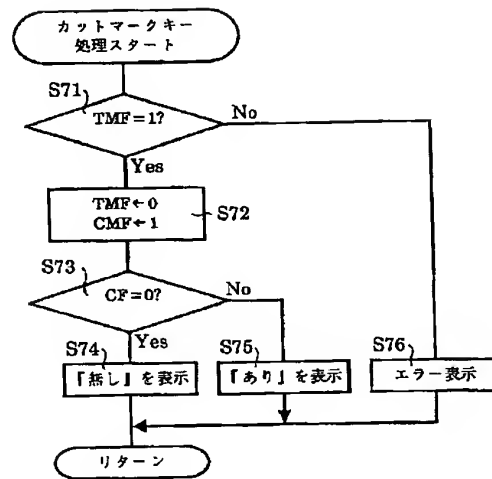 カットマークキー
処理スタート
S71
TMF=1?
No
Yes
TMF←0
CMF←1
S72
S73
CF=0?
No
Yes
S74
『無し』を表示
S75
『あり』を表示
S76
エラー表示
リターン